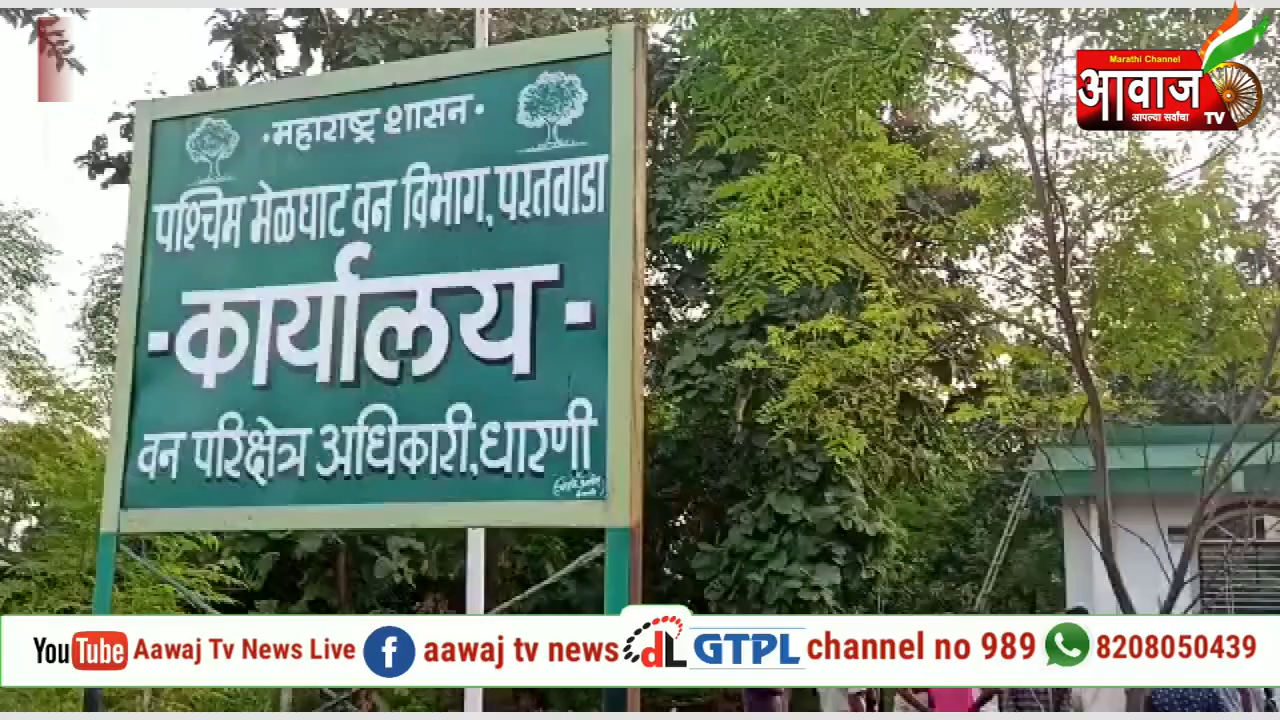 Marathi Channel
आवाज
आपल्या सर्वांचा TV
·महाराष्ट्र शासन·
पश्चिम मेळघाट वन विभाग, परतवाडा
-कार्यालय-
वन परिक्षेत्र अधिकारी,धारणी
YouTube Aawaj Tv News Live aawaj tv news dL GTPL channel no 989 8208050439